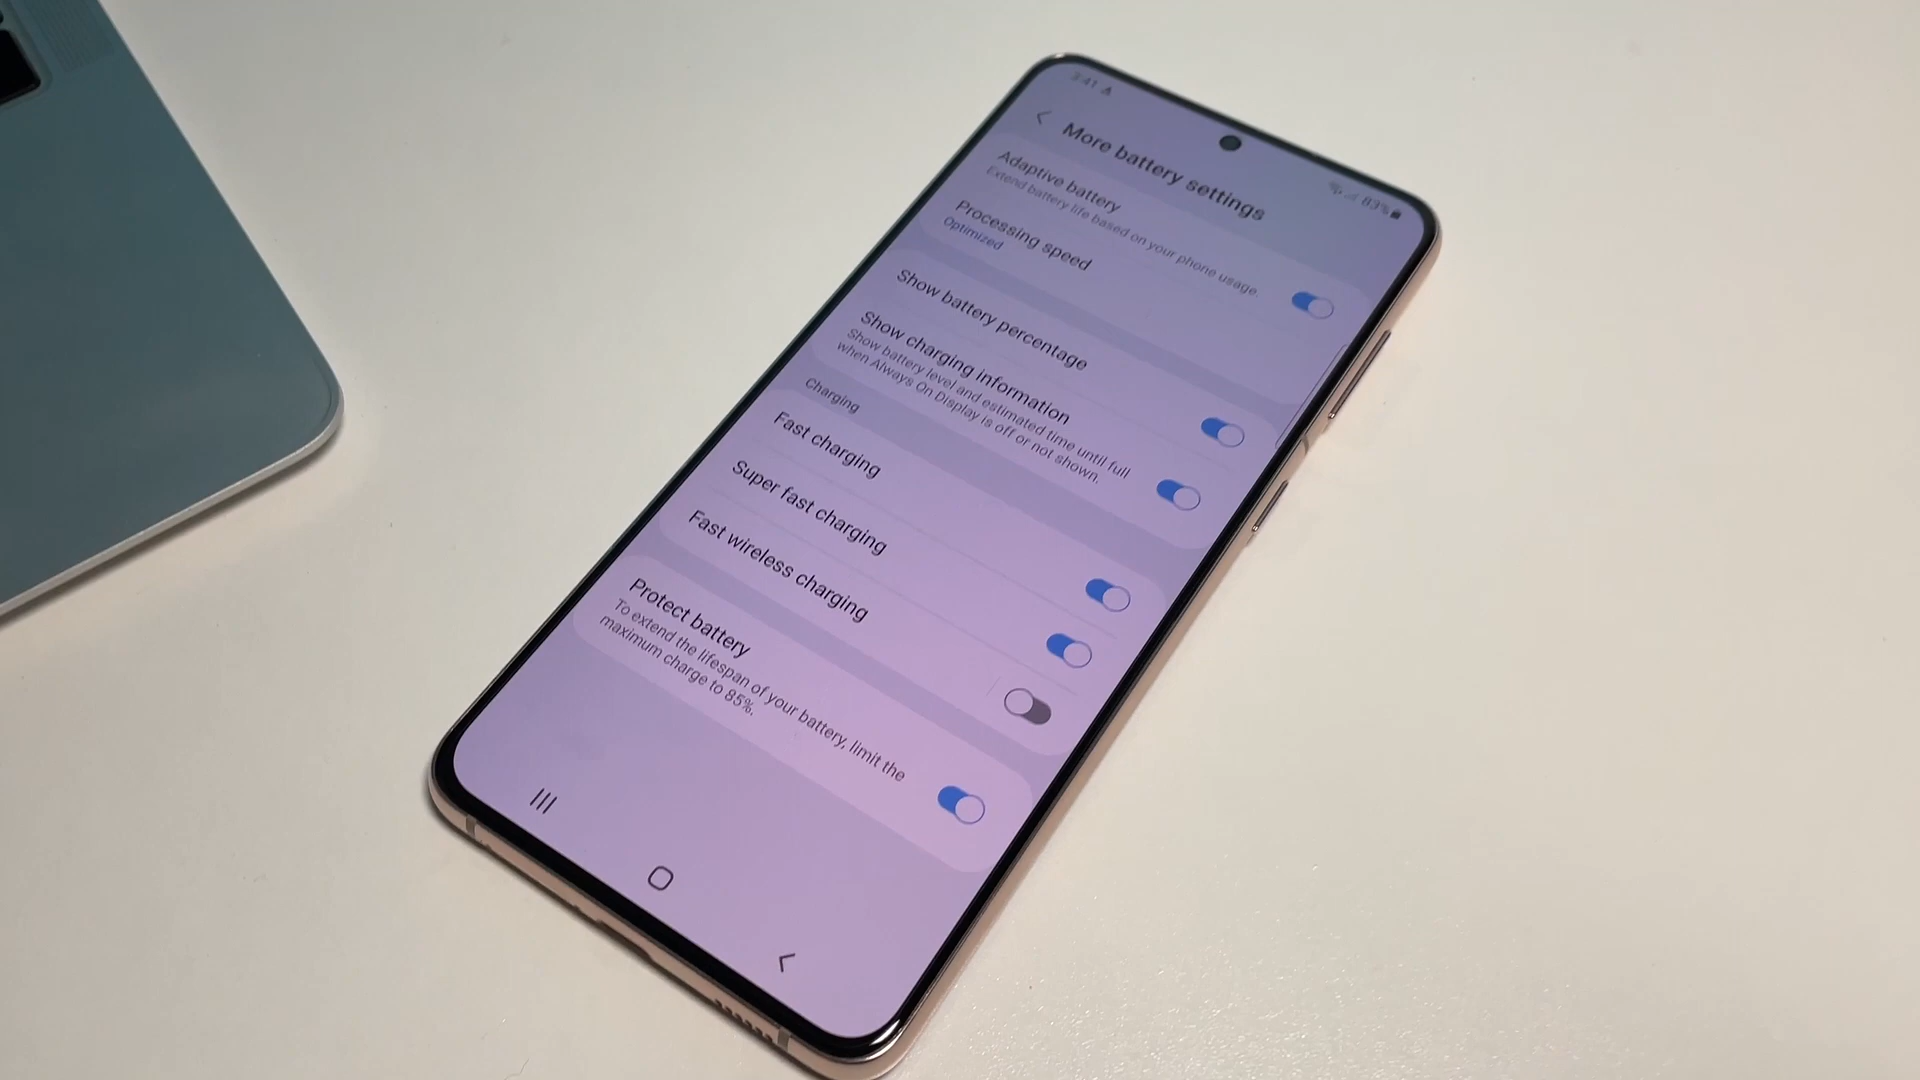 3:41
83%
More battery settings
Adaptive battery
Extend battery life based on your phone usage.
Processing speed
Optimized
Show battery percentage
Show charging information
Show battery level and estimated time until full
when Always On Display is off or not shown.
Charging
Fast charging
Super fast charging
Fast wireless charging
Protect battery
To extend the lifespan of your battery, limit the
maximum charge to 85%.